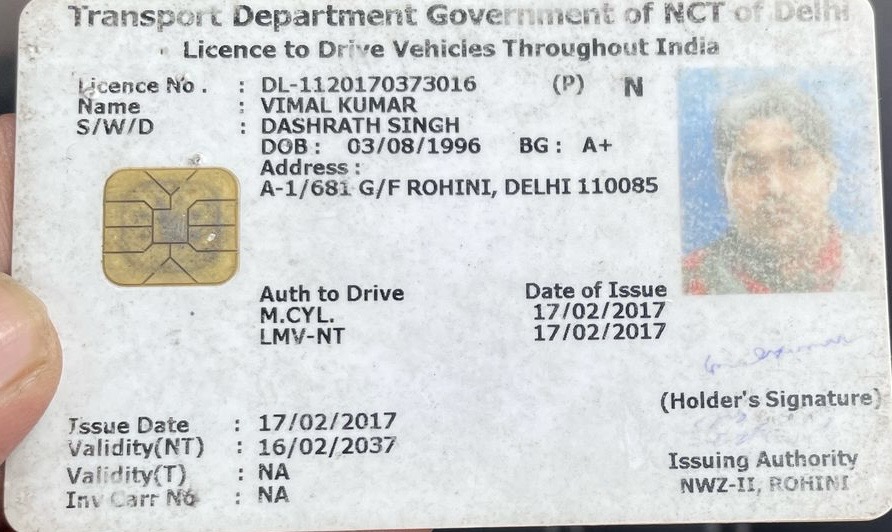 Transport Department Government of NCT of Delhi
Licence to Drive Vehicles Throughout India
Licence No. : DL-1120170373016 (P) N
Name : VIMAL KUMAR
S/W/D : DASHRATH SINGH
DOB : 03/08/1996 BG : A+
Address :
A-1/681 G/F ROHINI, DELHI 110085
Auth to Drive Date of Issue
M.CYL. 17/02/2017
LMV-NT 17/02/2017
(Holder's Signature)
Issue Date : 17/02/2017
Validity(NT) : 16/02/2037
Validity(T) : NA
Inv Carr No : NA
Issuing Authority
NWZ-II, ROHINI